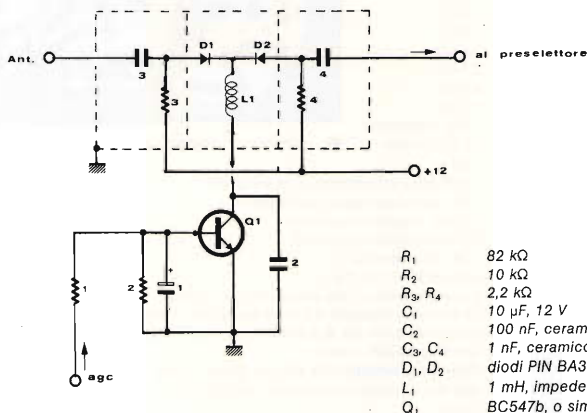 D1 D2
Ant.
3
4
al preselettore
3
L1
4
+12
Q1
1
2
+
1
2
agc
R1 82 kΩ
R2 10 kΩ
R3, R4 2,2 kΩ
C1 10 µF, 12 V
C2 100 nF, ceram
C3, C4 1 nF, ceramico
D1, D2 diodi PIN BA3
L1 1 mH, impede
Q1 BC547b, o sim